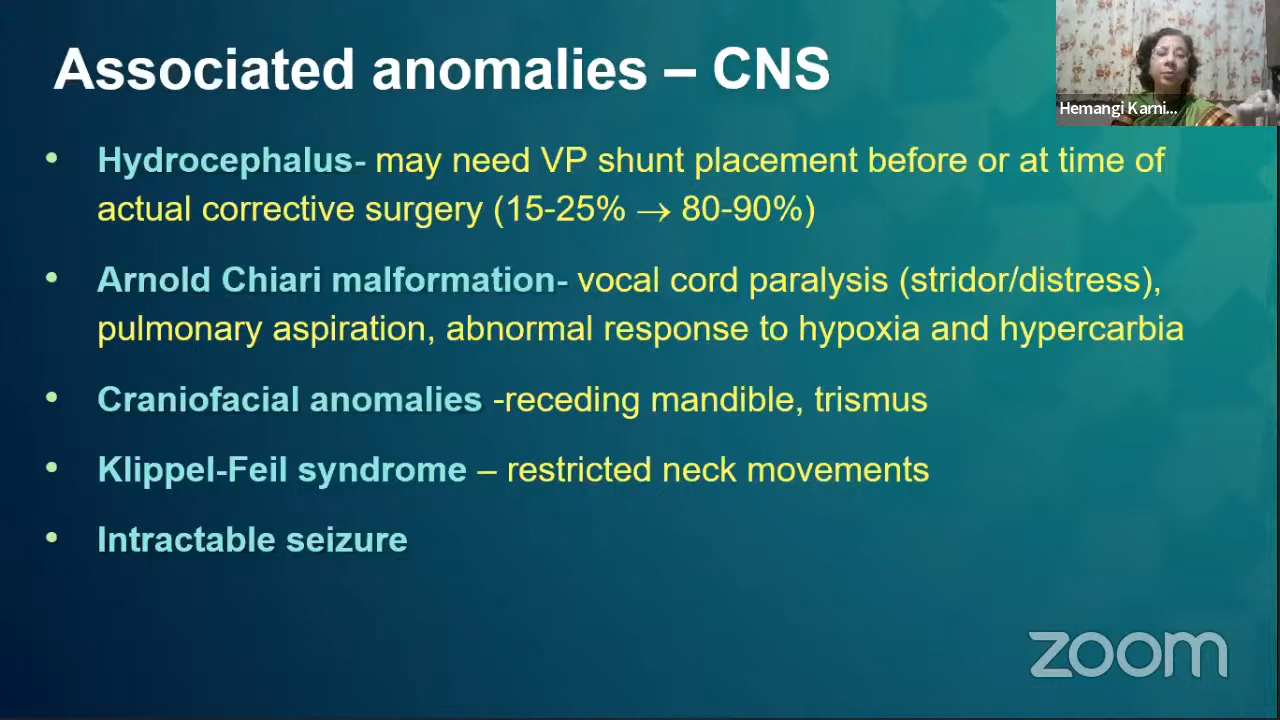 Associated anomalies – CNS
Hemangi Karni...
• Hydrocephalus- may need VP shunt placement before or at time of
actual corrective surgery (15-25% → 80-90%)
• Arnold Chiari malformation- vocal cord paralysis (stridor/distress),
pulmonary aspiration, abnormal response to hypoxia and hypercarbia
• Craniofacial anomalies -receding mandible, trismus
• Klippel-Feil syndrome – restricted neck movements
• Intractable seizure
zoom